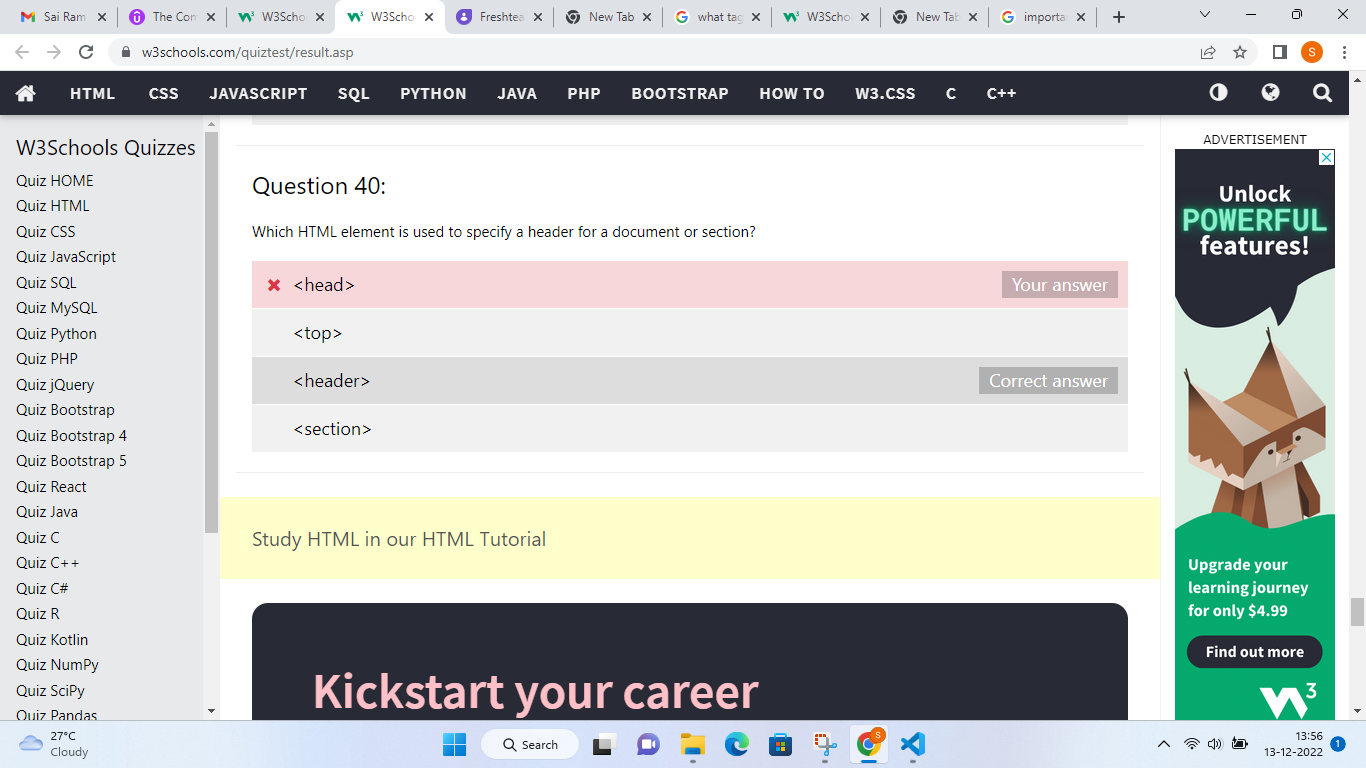 Sai Ram
The Con
W3Scho
W3Scho
Freshtea
New Tab
what tag
W3Scho
New Tab
importa
w3schools.com/quiztest/result.asp
S
HTML CSS JAVASCRIPT SQL PYTHON JAVA PHP BOOTSTRAP HOW TO W3.CSS C C++
W3Schools Quizzes
Quiz HOME
Quiz HTML
Quiz CSS
Quiz JavaScript
Quiz SQL
Quiz MySQL
Quiz Python
Quiz PHP
Quiz jQuery
Quiz Bootstrap
Quiz Bootstrap 4
Quiz Bootstrap 5
Quiz React
Quiz Java
Quiz C
Quiz C++
Quiz C#
Quiz R
Quiz Kotlin
Quiz NumPy
Quiz SciPy
Quiz Pandas
Question 40:
Which HTML element is used to specify a header for a document or section?
<head> Your answer
<top>
<header> Correct answer
<section>
Study HTML in our HTML Tutorial
Kickstart your career
ADVERTISEMENT
Unlock
POWERFUL
features!
Upgrade your
learning journey
for only $4.99
Find out more
3
27°C
Cloudy
Search
S
13:56
13-12-2022
1